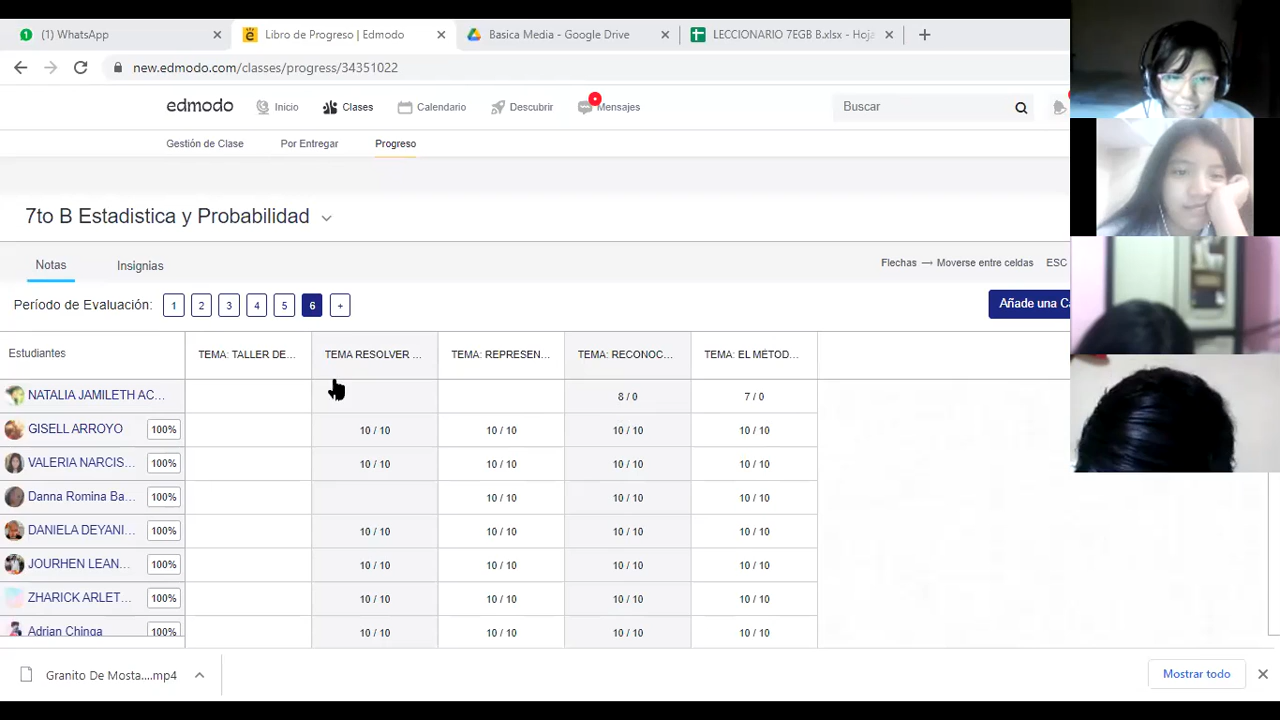 (1) WhatsApp
Libro de Progreso | Edmodo
Basica Media - Google Drive
LECCIONARIO 7EGB B.xlsx - Hoja
new.edmodo.com/classes/progress/34351022
edmodo
Inicio
Clases
Calendario
Descubrir
Mensajes
Buscar
Gestión de Clase
Por Entregar
Progreso
7to B Estadistica y Probabilidad
Notas
Insignias
Flechas → Moverse entre celdas ESC
Período de Evaluación: 1 2 3 4 5 6 +
Añade una Ca
Estudiantes TEMA: TALLER DE... TEMA RESOLVER ... TEMA: REPRESEN... TEMA: RECONOC... TEMA: EL MÉTOD...
NATALIA JAMILETH AC... 8 / 0 7 / 0
GISELL ARROYO 100% 10 / 10 10 / 10 10 / 10 10 / 10
VALERIA NARCIS... 100% 10 / 10 10 / 10 10 / 10 10 / 10
Danna Romina Ba... 100% 10 / 10 10 / 10 10 / 10
DANIELA DEYANI... 100% 10 / 10 10 / 10 10 / 10 10 / 10
JOURHEN LEAN... 100% 10 / 10 10 / 10 10 / 10 10 / 10
ZHARICK ARLET... 100% 10 / 10 10 / 10 10 / 10 10 / 10
Adrian Chinga 100% 10 / 10 10 / 10 10 / 10 10 / 10
Granito De Mosta....mp4
Mostrar todo